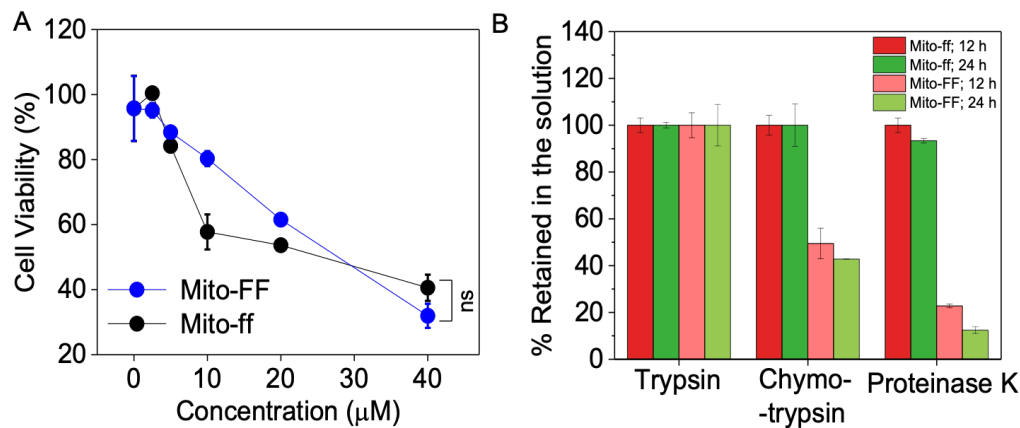 A
120
100
80
60
40
20
Cell Viability (%)
Mito-FF
Mito-ff
ns
0 10 20 30 40
Concentration (μM)
B
140
120
100
80
60
40
20
0
% Retained in the solution
Mito-ff; 12 h
Mito-ff; 24 h
Mito-FF; 12 h
Mito-FF; 24 h
Trypsin
Chymo-
-trypsin
Proteinase K